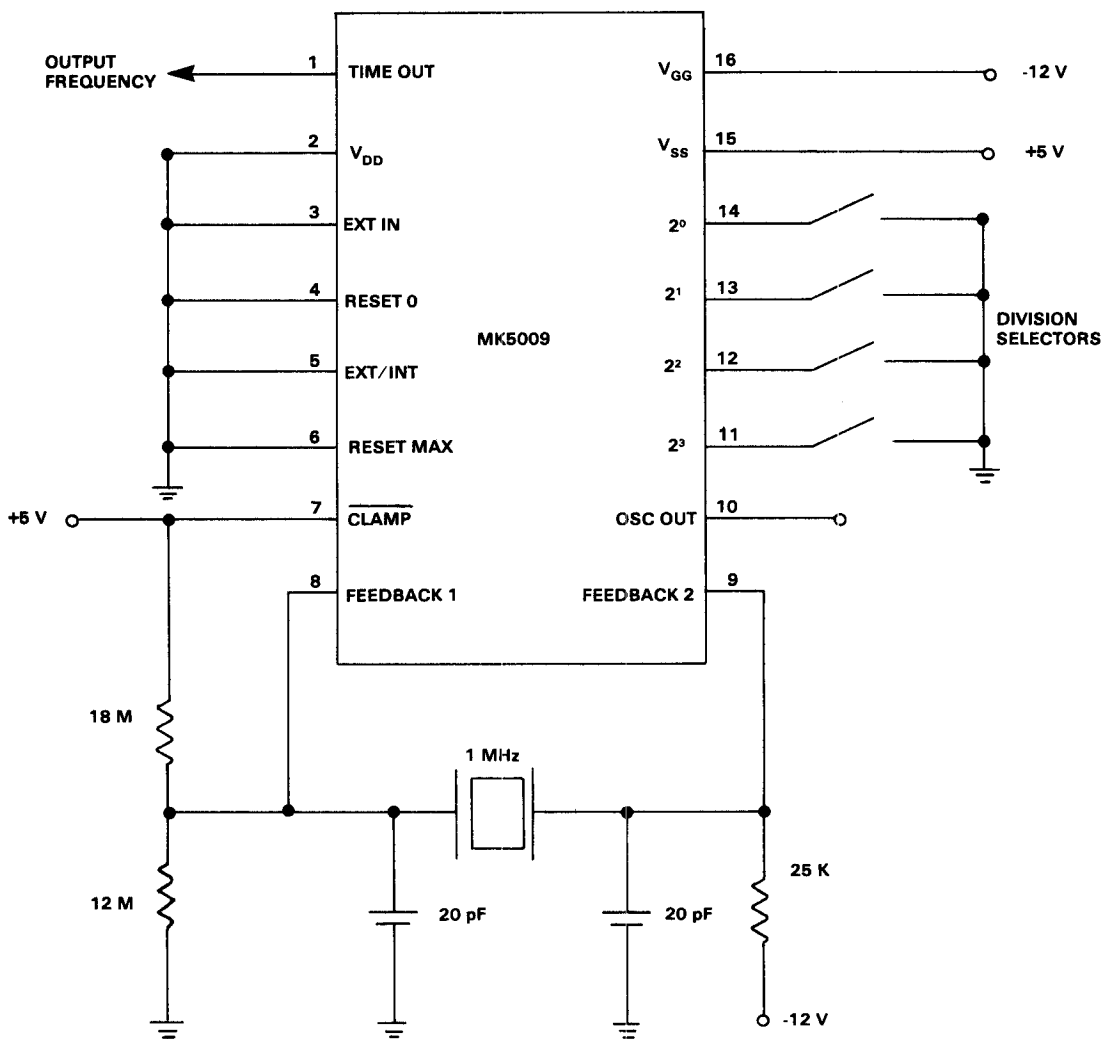 OUTPUT
FREQUENCY
1
TIME OUT
V_GG
16
-12 V
2
V_DD
V_SS
15
+5 V
3
EXT IN
2⁰
14
4
RESET 0
2¹
13
5
EXT/INT
MK5009
2²
12
DIVISION
SELECTORS
6
RESET MAX
2³
11
+5 V
7
CLAMP
OSC OUT
10
8
FEEDBACK 1
FEEDBACK 2
9
18 M
1 MHz
12 M
20 pF
20 pF
25 K
-12 V